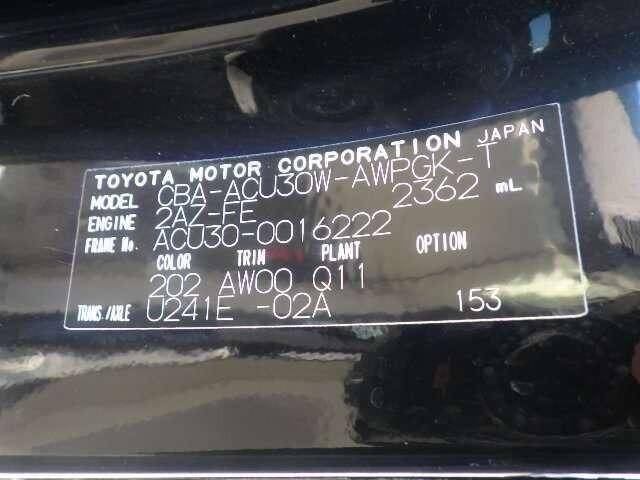 TOYOTA MOTOR CORPORATION JAPAN
MODEL CBA-ACU30W-AWPGK-T
ENGINE 2AZ-FE 2362 mL
FRAME No. ACU30-0016222
COLOR TRIM PLANT OPTION
202 AW00 Q11
TRANS./AXLE U241E -02A 153